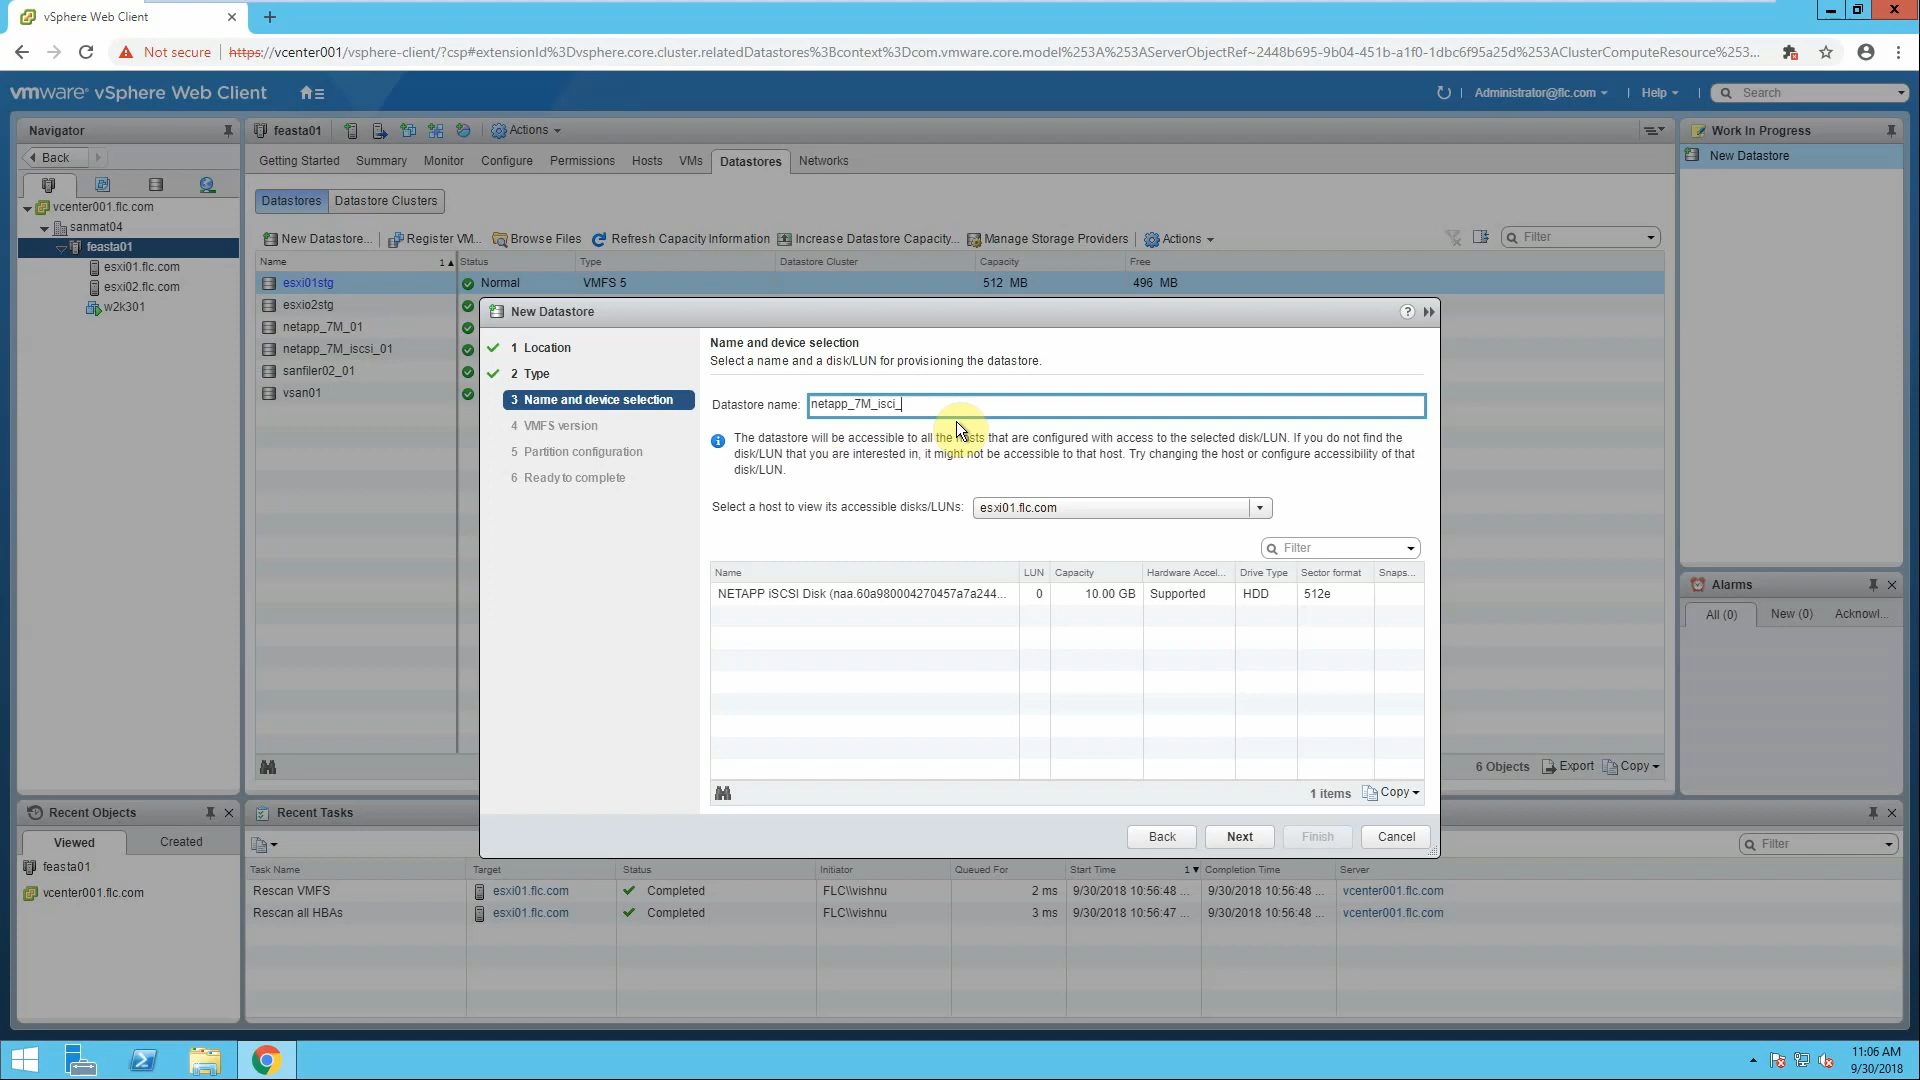 vSphere Web Client
Not secure https://vcenter001/vsphere-client/?csp#extensionId%3Dvsphere.core.cluster.relatedDatastores%3Bcontext%3Dcom.vmware.core.model%253A%253AServerObjectRef~2448b695-9b04-451b-a1f0-1dbc6f95a25d%253AClusterComputeResource%253...
vmware® vSphere Web Client
Administrator@flc.com
Help
Search
Navigator
Back
vcenter001.flc.com
sanmat04
feasta01
esxi01.flc.com
esxi02.flc.com
w2k301
feasta01
Actions
Getting Started Summary Monitor Configure Permissions Hosts VMs Datastores Networks
Datastores Datastore Clusters
New Datastore... Register VM... Browse Files Refresh Capacity Information Increase Datastore Capacity... Manage Storage Providers Actions Filter
Name 1 Status Type Datastore Cluster Capacity Free
esxi01stg Normal VMFS 5 512 MB 496 MB
esxio2stg
netapp_7M_01
netapp_7M_iscsi_01
sanfiler02_01
vsan01
6 Objects Export Copy
New Datastore
1 Location
2 Type
3 Name and device selection
4 VMFS version
5 Partition configuration
6 Ready to complete
Name and device selection
Select a name and a disk/LUN for provisioning the datastore.
Datastore name: netapp_7M_isci_
The datastore will be accessible to all the hosts that are configured with access to the selected disk/LUN. If you do not find the
disk/LUN that you are interested in, it might not be accessible to that host. Try changing the host or configure accessibility of that
disk/LUN.
Select a host to view its accessible disks/LUNs: esxi01.flc.com
Filter
Name LUN Capacity Hardware Accel... Drive Type Sector format Snaps...
NETAPP iSCSI Disk (naa.60a980004270457a7a244... 0 10.00 GB Supported HDD 512e
1 items Copy
Back Next Finish Cancel
Work In Progress
New Datastore
Alarms
All (0) New (0) Acknowl...
Recent Objects
Viewed Created
feasta01
vcenter001.flc.com
Recent Tasks
Filter
Task Name Target Status Initiator Queued For Start Time 1 Completion Time Server
Rescan VMFS esxi01.flc.com Completed FLC\\vishnu 2 ms 9/30/2018 10:56:48 ... 9/30/2018 10:56:48 ... vcenter001.flc.com
Rescan all HBAs esxi01.flc.com Completed FLC\\vishnu 3 ms 9/30/2018 10:56:47 ... 9/30/2018 10:56:48 ... vcenter001.flc.com
11:06 AM
9/30/2018